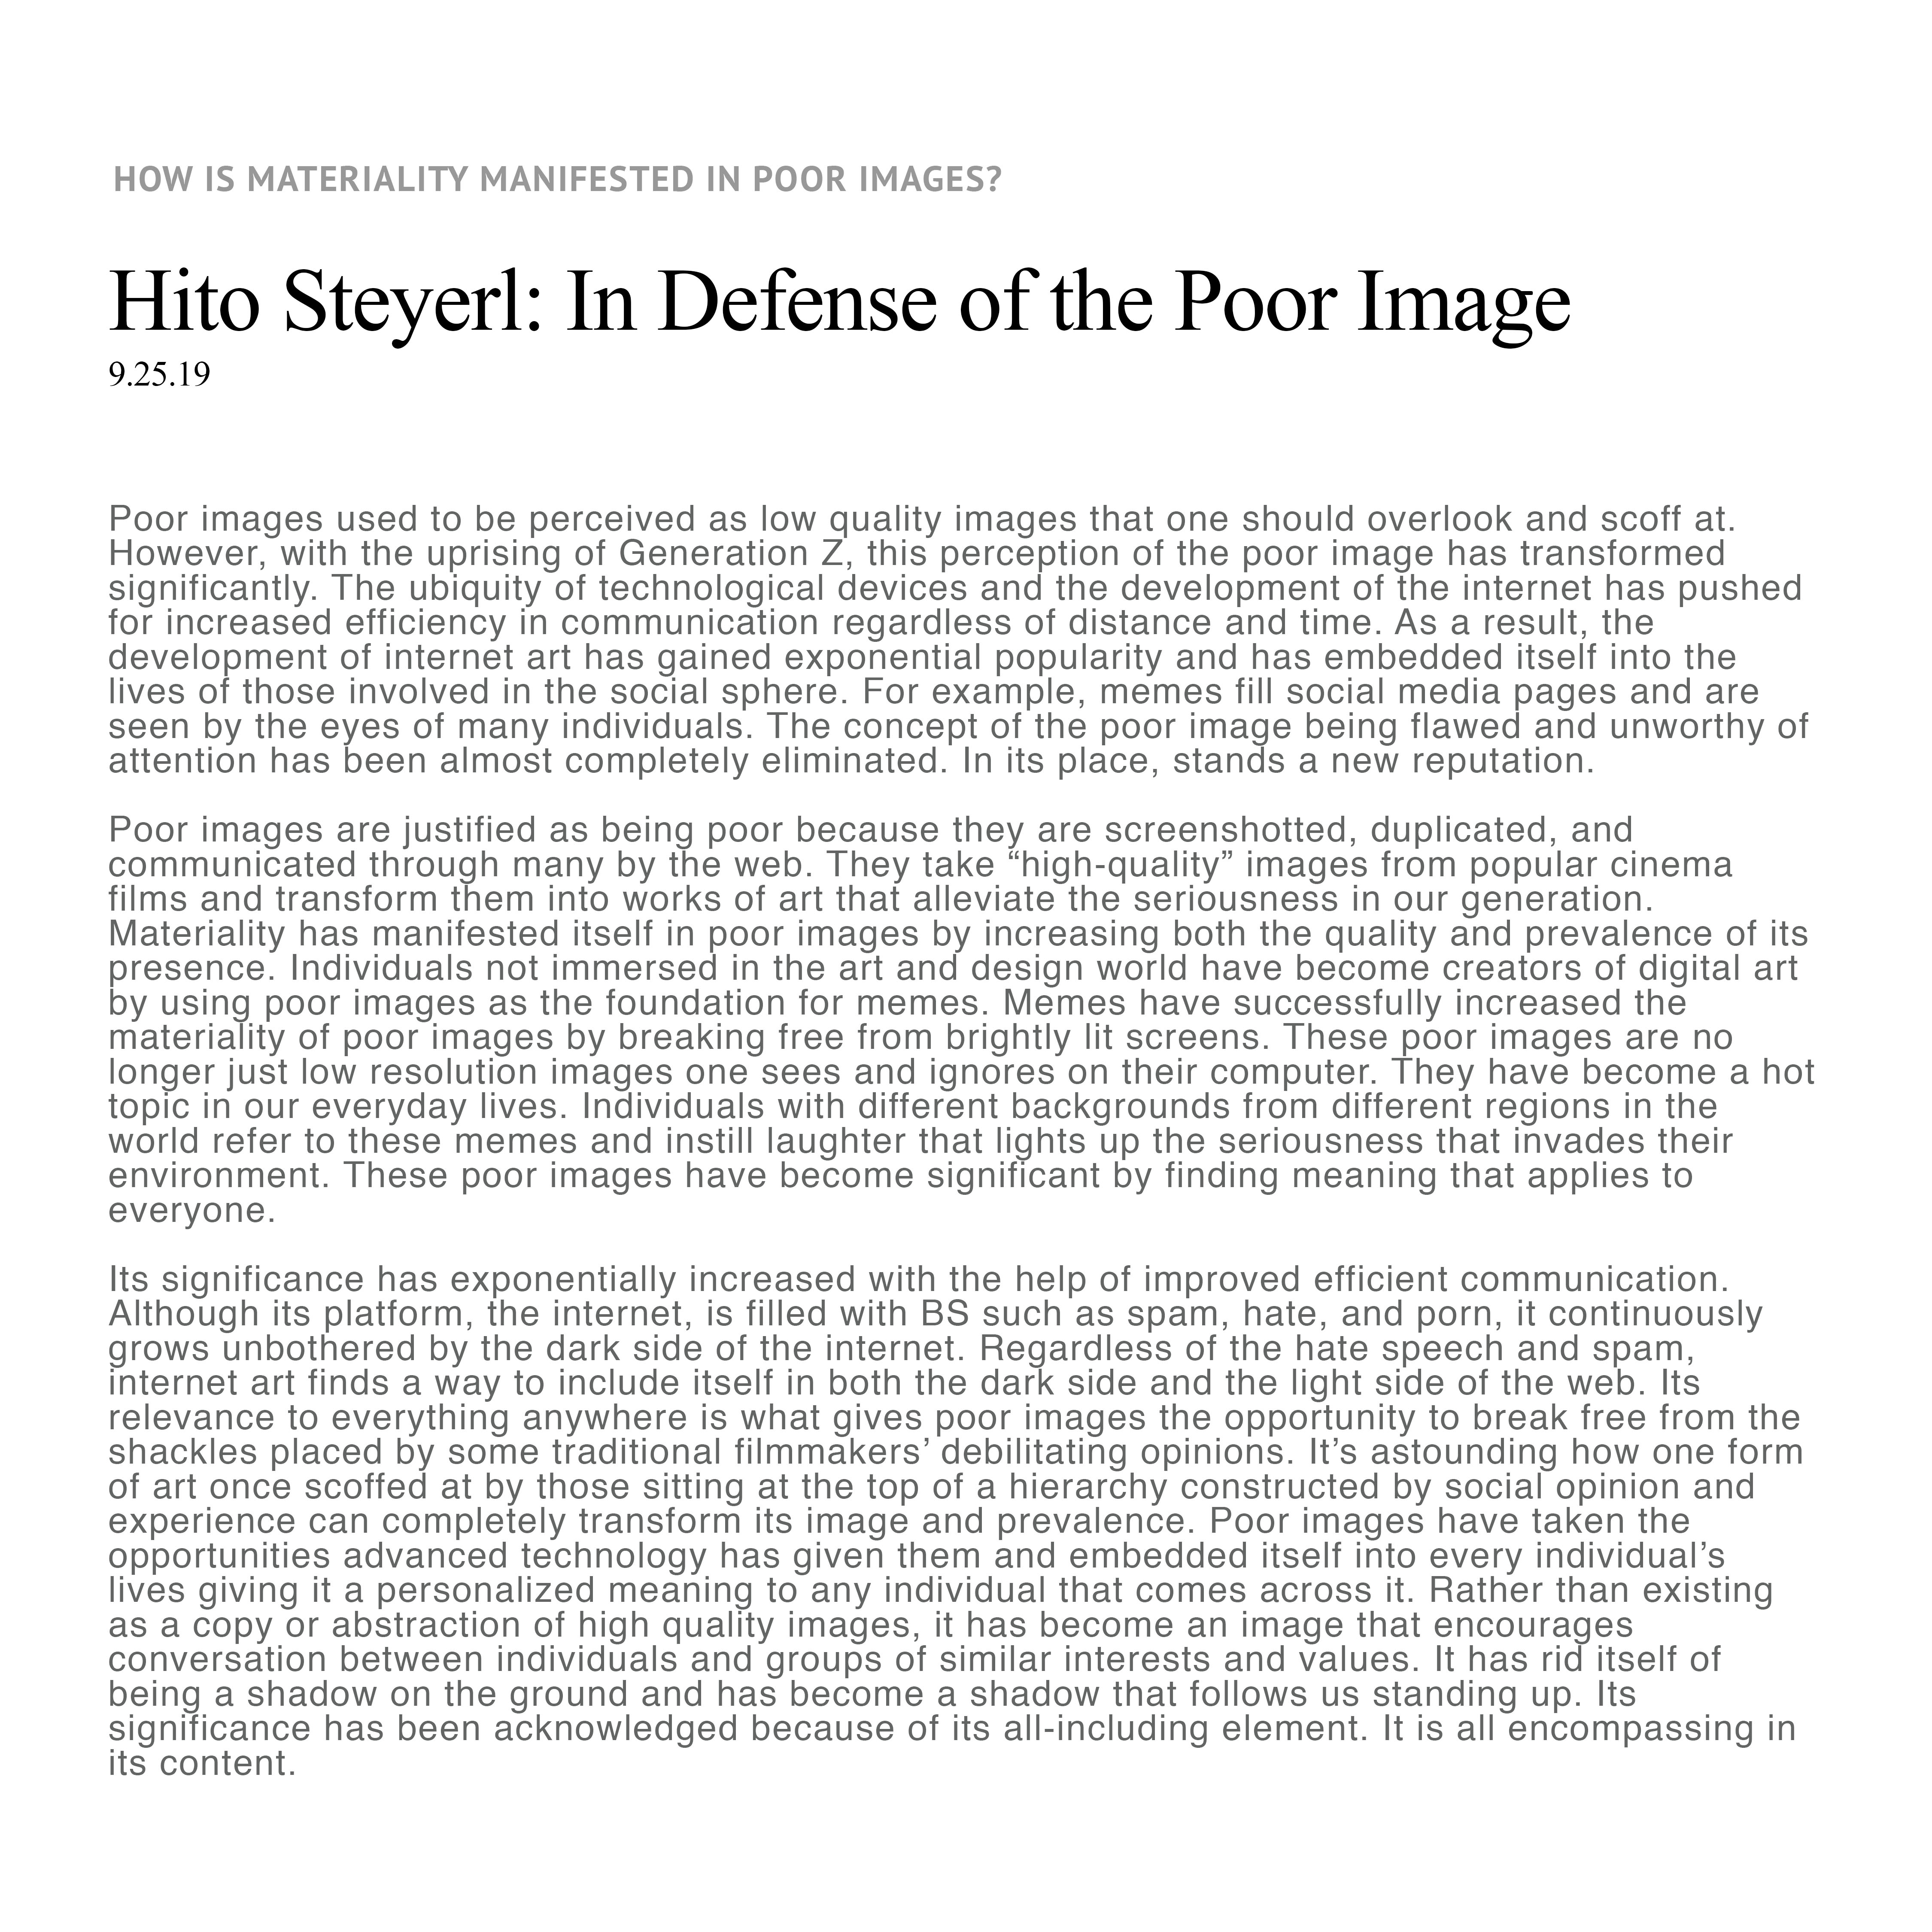 HOW IS MATERIALITY MANIFESTED IN POOR IMAGES?
Hito Steyerl: In Defense of the Poor Image
9.25.19
Poor images used to be perceived as low quality images that one should overlook and scoff at.
However, with the uprising of Generation Z, this perception of the poor image has transformed
significantly. The ubiquity of technological devices and the development of the internet has pushed
for increased efficiency in communication regardless of distance and time. As a result, the
development of internet art has gained exponential popularity and has embedded itself into the
lives of those involved in the social sphere. For example, memes fill social media pages and are
seen by the eyes of many individuals. The concept of the poor image being flawed and unworthy of
attention has been almost completely eliminated. In its place, stands a new reputation.
Poor images are justified as being poor because they are screenshotted, duplicated, and
communicated through many by the web. They take “high-quality” images from popular cinema
films and transform them into works of art that alleviate the seriousness in our generation.
Materiality has manifested itself in poor images by increasing both the quality and prevalence of its
presence. Individuals not immersed in the art and design world have become creators of digital art
by using poor images as the foundation for memes. Memes have successfully increased the
materiality of poor images by breaking free from brightly lit screens. These poor images are no
longer just low resolution images one sees and ignores on their computer. They have become a hot
topic in our everyday lives. Individuals with different backgrounds from different regions in the
world refer to these memes and instill laughter that lights up the seriousness that invades their
environment. These poor images have become significant by finding meaning that applies to
everyone.
Its significance has exponentially increased with the help of improved efficient communication.
Although its platform, the internet, is filled with BS such as spam, hate, and porn, it continuously
grows unbothered by the dark side of the internet. Regardless of the hate speech and spam,
internet art finds a way to include itself in both the dark side and the light side of the web. Its
relevance to everything anywhere is what gives poor images the opportunity to break free from the
shackles placed by some traditional filmmakers’ debilitating opinions. It’s astounding how one form
of art once scoffed at by those sitting at the top of a hierarchy constructed by social opinion and
experience can completely transform its image and prevalence. Poor images have taken the
opportunities advanced technology has given them and embedded itself into every individual’s
lives giving it a personalized meaning to any individual that comes across it. Rather than existing
as a copy or abstraction of high quality images, it has become an image that encourages
conversation between individuals and groups of similar interests and values. It has rid itself of
being a shadow on the ground and has become a shadow that follows us standing up. Its
significance has been acknowledged because of its all-including element. It is all encompassing in
its content.